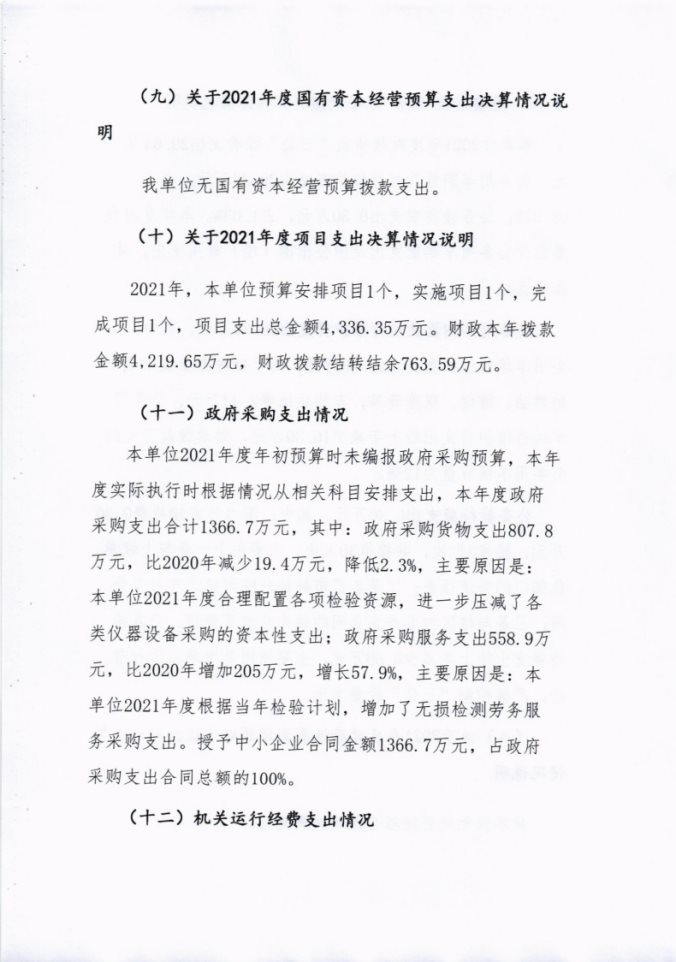 （九）关于2021年度国有资本经营预算支出决算情况说
明
我单位无国有资本经营预算拨款支出。
（十）关于2021年度项目支出决算情况说明
2021年，本单位预算安排项目1个，实施项目1个，完
成项目1个，项目支出总金额4,336.35万元。财政本年拨款
金额4,219.65万元，财政拨款结转结余763.59万元。
（十一）政府采购支出情况
本单位2021年度年初预算时未编报政府采购预算，本年
度实际执行时根据情况从相关科目安排支出，本年度政府
采购支出合计1366.7万元，其中：政府采购货物支出807.8
万元，比2020年减少19.4万元，降低2.3%，主要原因是：
本单位2021年度合理配置各项检验资源，进一步压减了各
类仪器设备采购的资本性支出；政府采购服务支出558.9万
元，比2020年增加205万元，增长57.9%，主要原因是：本
单位2021年度根据当年检验计划，增加了无损检测劳务服
务采购支出。授予中小企业合同金额1366.7万元，占政府
采购支出合同总额的100%。
（十二）机关运行经费支出情况